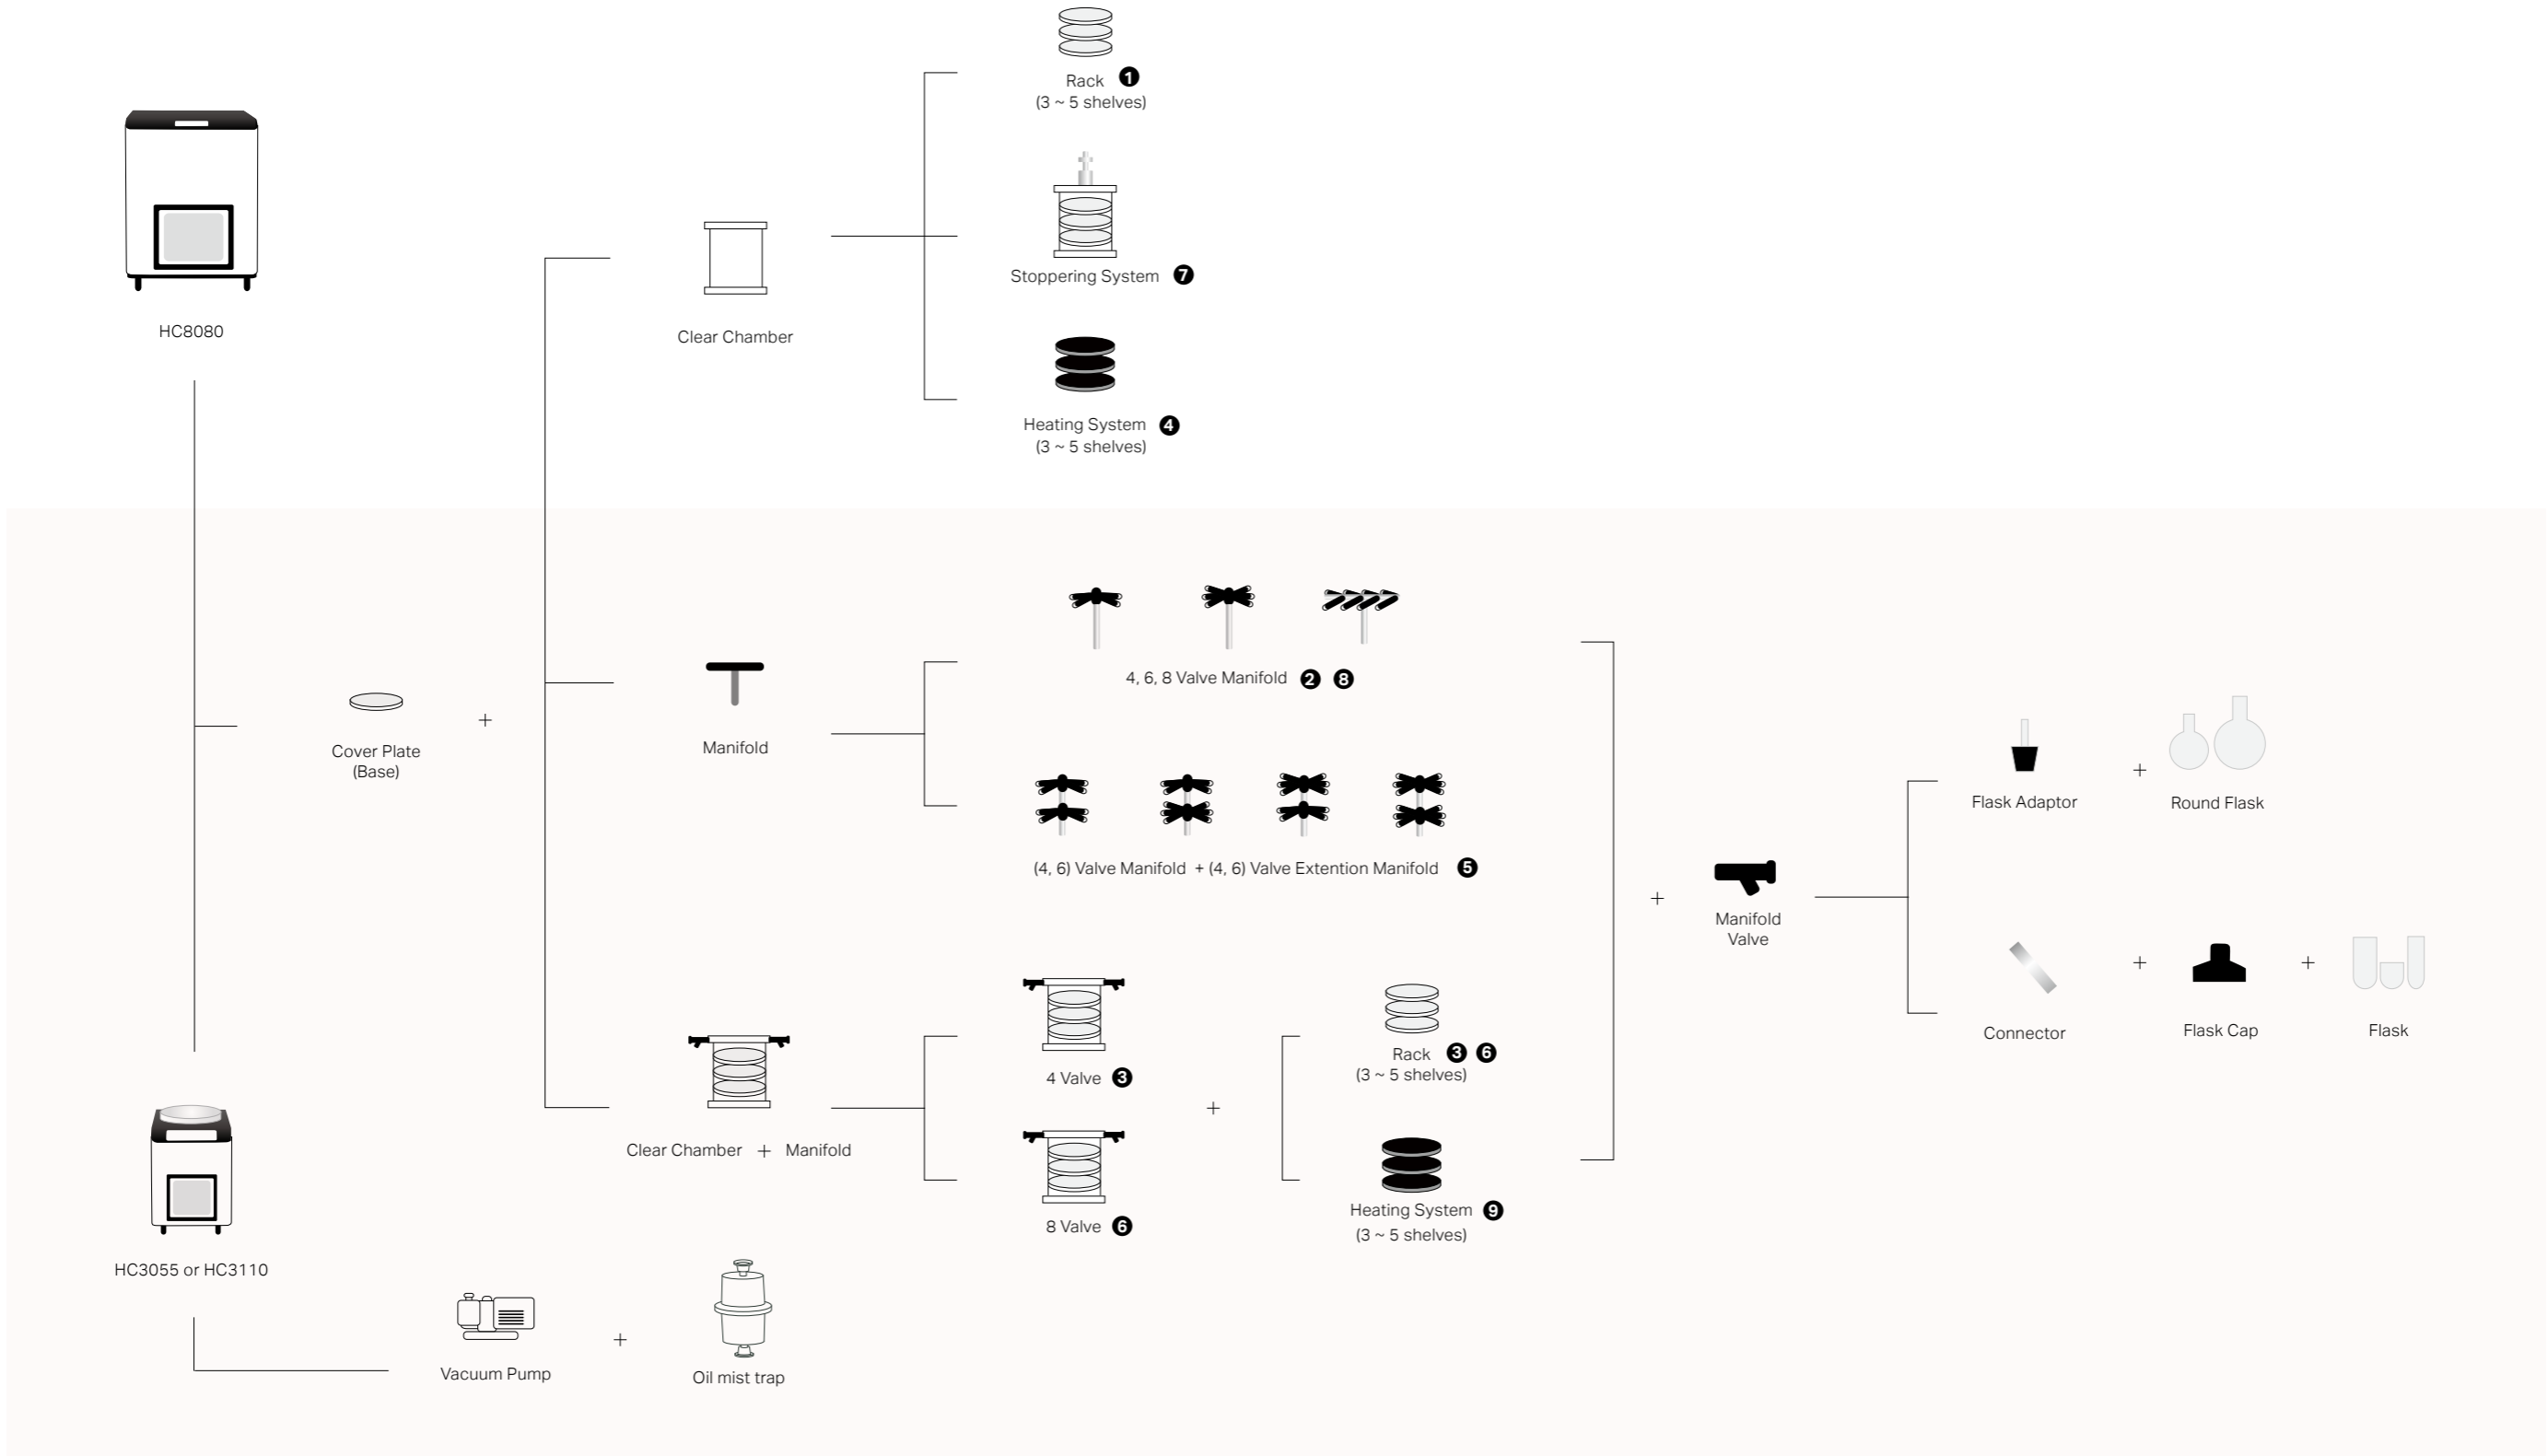 Rack ❶
(3 ~ 5 shelves)
Stoppering System ❼
HC8080
Clear Chamber
Heating System ❹
(3 ~ 5 shelves)
4, 6, 8 Valve Manifold ❷ ❽
Cover Plate
(Base)
+
Manifold
(4, 6) Valve Manifold + (4, 6) Valve Extention Manifold ❺
+
Manifold
Valve
Flask Adaptor
+
Round Flask
Connector
+
Flask Cap
+
Flask
4 Valve ❸
8 Valve ❻
+
Rack ❸ ❻
(3 ~ 5 shelves)
Clear Chamber + Manifold
Heating System ❾
(3 ~ 5 shelves)
HC3055 or HC3110
Vacuum Pump
+
Oil mist trap